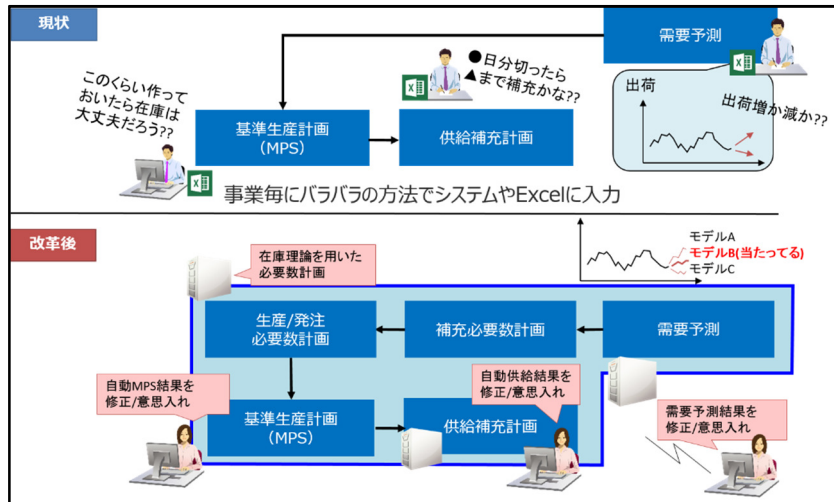 現状
需要予測
このくらい作って
おいたら在庫は
大丈夫だろう??
●日分切ったら
▲まで補充かな??
出荷
出荷増か減か??
基準生産計画
（MPS）
供給補充計画
事業毎にバラバラの方法でシステムやExcelに入力
改革後
在庫理論を用いた
必要数計画
モデルA
モデルB(当たってる)
モデルC
生産/発注
必要数計画
補充必要数計画
需要予測
自動MPS結果を
修正/意思入れ
自動供給結果を
修正/意思入れ
基準生産計画
（MPS）
供給補充計画
需要予測結果を
修正/意思入れ